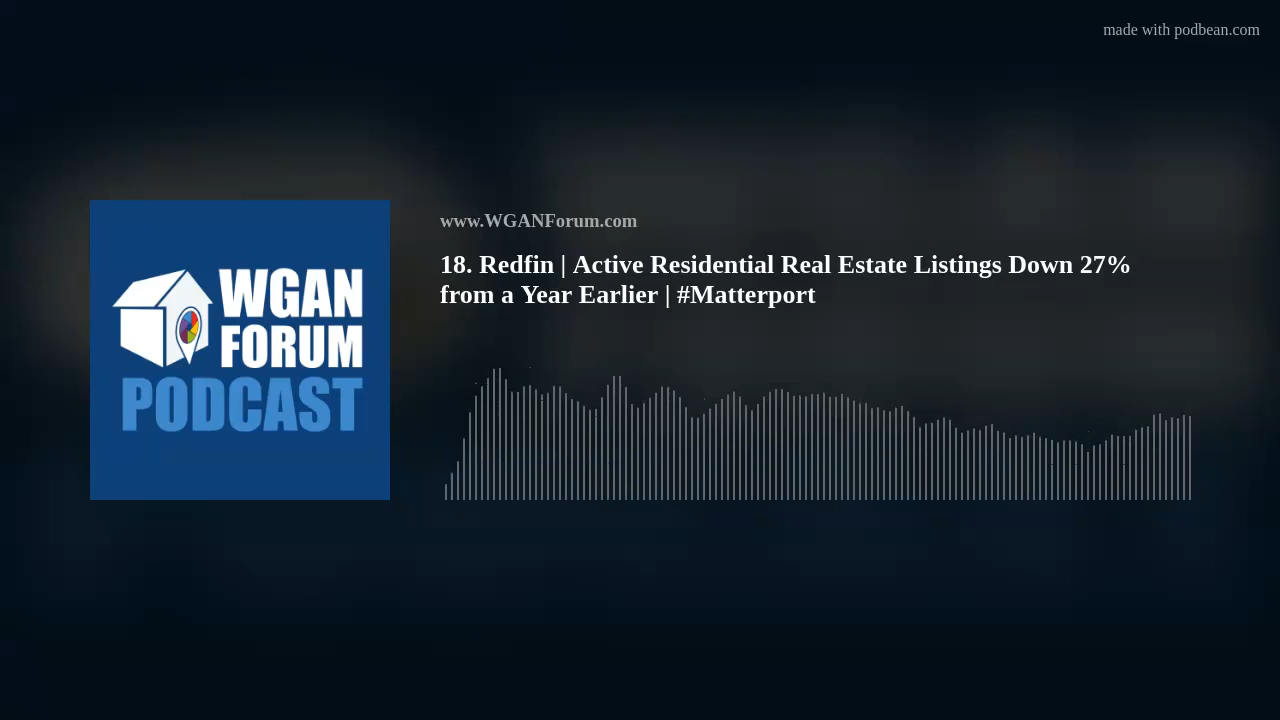 made with podbean.com
www.WGANForum.com
18. Redfin | Active Residential Real Estate Listings Down 27%
from a Year Earlier | #Matterport
WGAN
FORUM
PODCAST